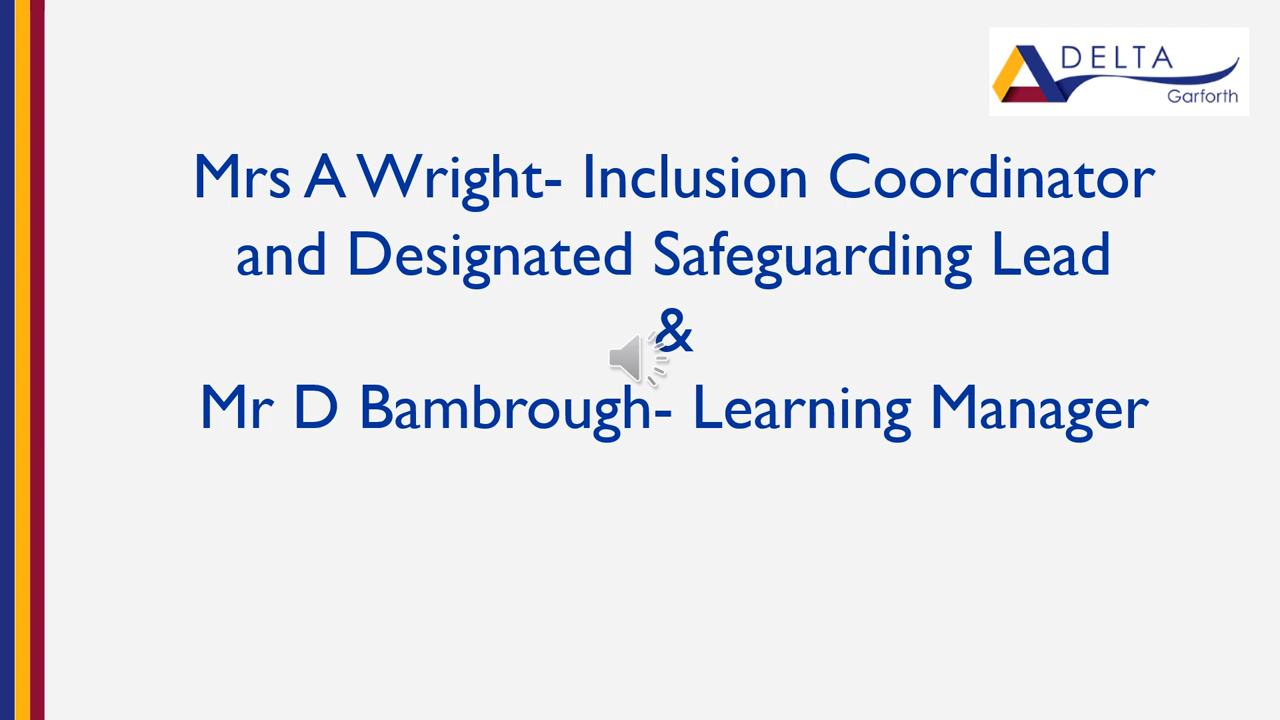 DELTA
Garforth
Mrs A Wright- Inclusion Coordinator
and Designated Safeguarding Lead
&
Mr D Bambrough- Learning Manager